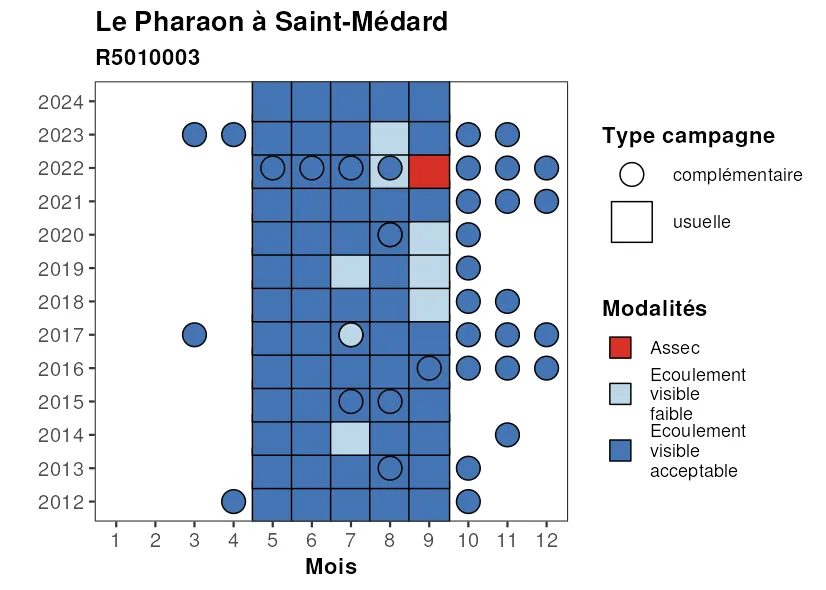 Le Pharaon à Saint-Médard
R5010003
2024
2023
2022
2021
2020
2019
2018
2017
2016
2015
2014
2013
2012
1 2 3 4 5 6 7 8 9 10 11 12
Mois
Type campagne
complémentaire
usuelle
Modalités
Assec
Ecoulement
visible
faible
Ecoulement
visible
acceptable